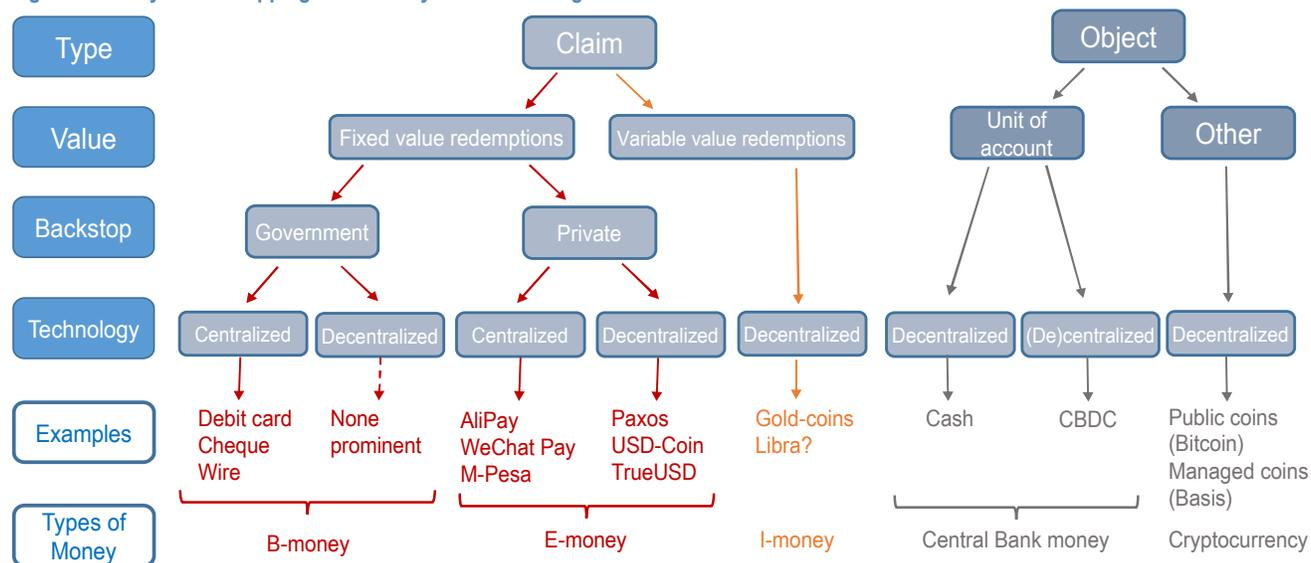 Type
Claim
Object
Value
Fixed value redemptions
Variable value redemptions
Unit of
account
Other
Backstop
Government
Private
Technology
Centralized
Decentralized
Centralized
Decentralized
Decentralized
Decentralized
(De)centralized
Decentralized
Examples
Debit card
Cheque
Wire
None
prominent
AliPay
WeChat Pay
M-Pesa
Paxos
USD-Coin
TrueUSD
Gold-coins
Libra?
Cash
CBDC
Public coins
(Bitcoin)
Managed coins
(Basis)
Types of
Money
B-money
E-money
I-money
Central Bank money
Cryptocurrency